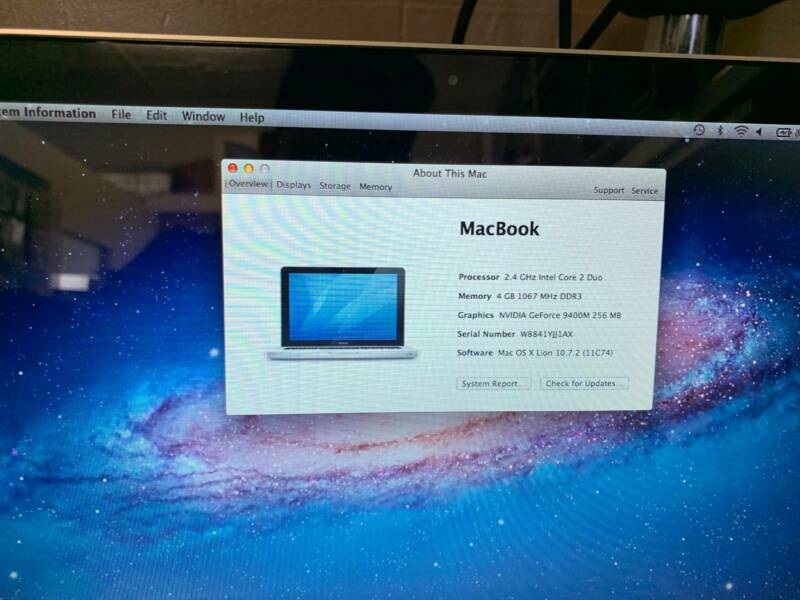 tem Information File Edit Window Help
About This Mac
Overview Displays Storage Memory
Support Service
MacBook
Processor 2.4 GHz Intel Core 2 Duo
Memory 4 GB 1067 MHz DDR3
Graphics NVIDIA GeForce 9400M 256 MB
Serial Number W8841YJJ1AX
Software Mac OS X Lion 10.7.2 (11C74)
System Report...
Check for Updates...